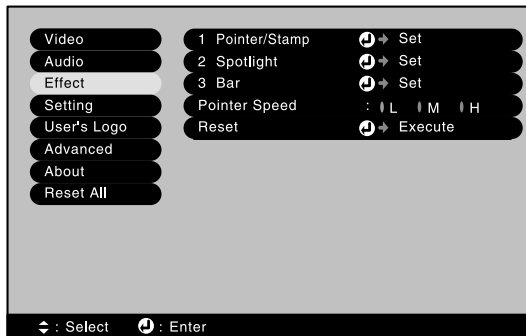 Video
Audio
Effect
Setting
User's Logo
Advanced
About
Reset All
1 Pointer/Stamp Set
2 Spotlight Set
3 Bar Set
Pointer Speed : L M H
Reset Execute
: Select : Enter